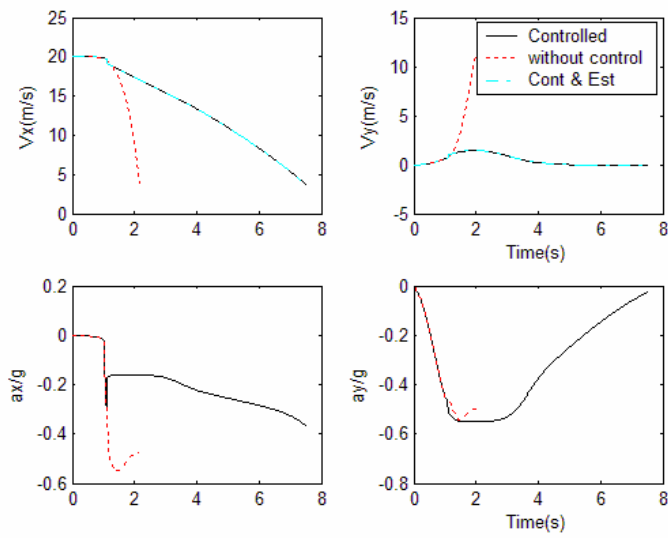 25
20
15
10
5
0
Vx(m/s)
0 2 4 6 8
15
10
5
0
-5
Vy(m/s)
Controlled
without control
Cont & Est
0 2 4 6 8
Time(s)
0.2
0
-0.2
-0.4
-0.6
ax/g
0 2 4 6 8
0
-0.2
-0.4
-0.6
-0.8
ay/g
0 2 4 6 8
Time(s)